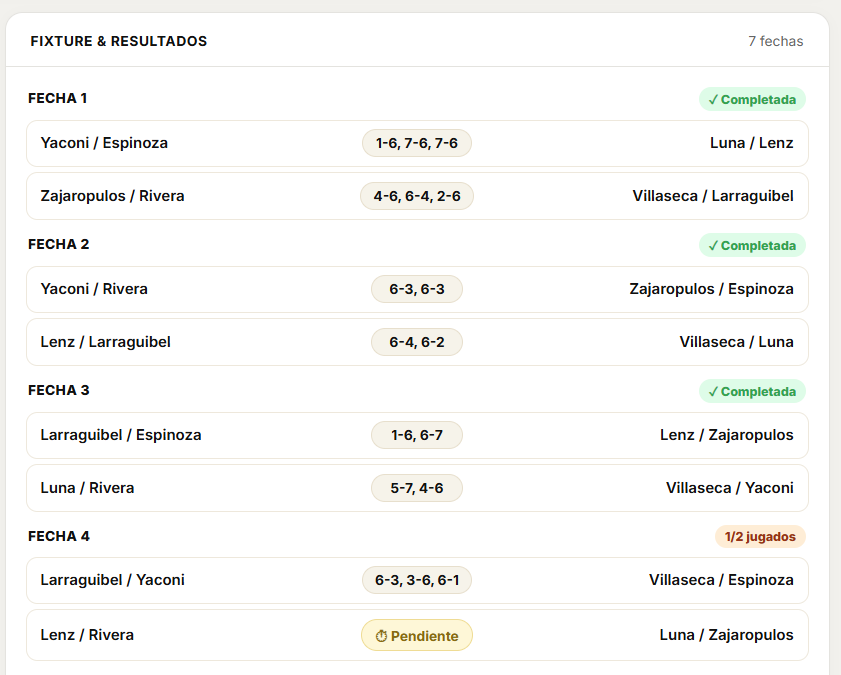 FIXTURE & RESULTADOS 7 fechas
FECHA 1 ✓ Completada
Yaconi / Espinoza 1-6, 7-6, 7-6 Luna / Lenz
Zajaropulos / Rivera 4-6, 6-4, 2-6 Villaseca / Larraguibel
FECHA 2 ✓ Completada
Yaconi / Rivera 6-3, 6-3 Zajaropulos / Espinoza
Lenz / Larraguibel 6-4, 6-2 Villaseca / Luna
FECHA 3 ✓ Completada
Larraguibel / Espinoza 1-6, 6-7 Lenz / Zajaropulos
Luna / Rivera 5-7, 4-6 Villaseca / Yaconi
FECHA 4 1/2 jugados
Larraguibel / Yaconi 6-3, 3-6, 6-1 Villaseca / Espinoza
Lenz / Rivera ⏱ Pendiente Luna / Zajaropulos